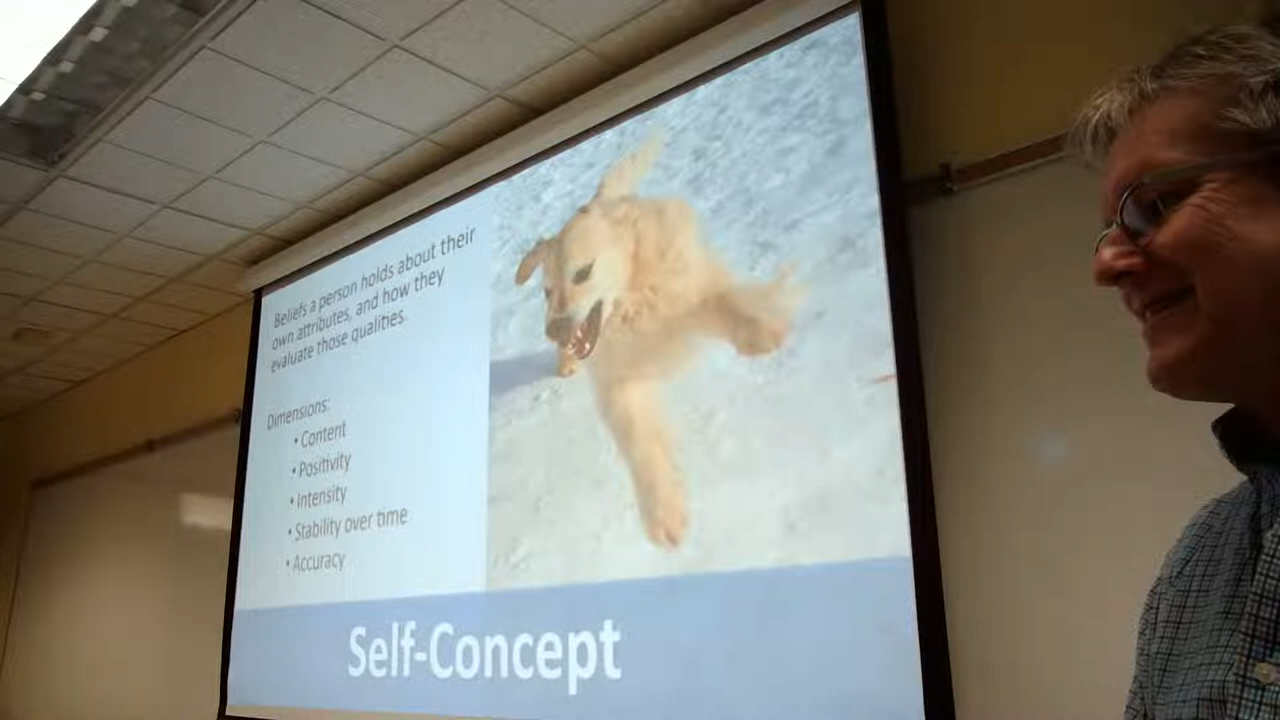 Beliefs a person holds about their
own attributes, and how they
evaluate those qualities.
Dimensions:
• Content
• Positivity
• Intensity
• Stability over time
• Accuracy
Self-Concept